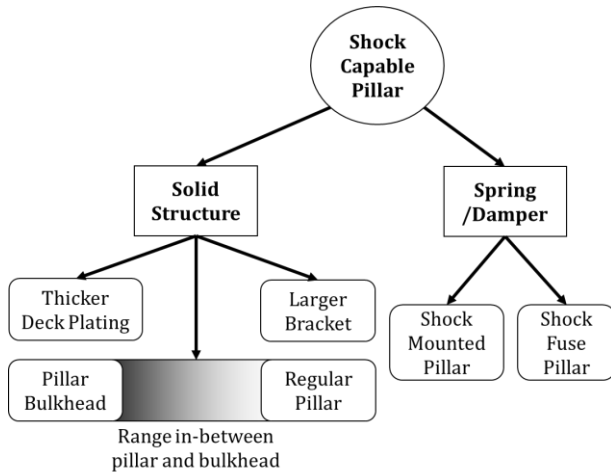 Shock
Capable
Pillar
Solid
Structure
Spring
/Damper
Thicker
Deck Plating
Larger
Bracket
Shock
Mounted
Pillar
Shock
Fuse
Pillar
Pillar
Bulkhead
Regular
Pillar
Range in-between
pillar and bulkhead